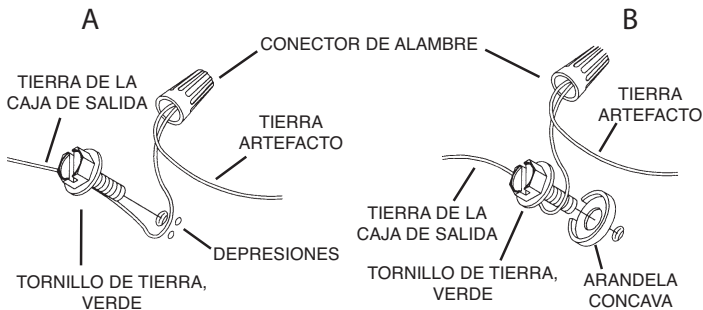 A
B
CONECTOR DE ALAMBRE
TIERRA DE LA
CAJA DE SALIDA
TIERRA
ARTEFACTO
DEPRESIONES
TORNILLO DE TIERRA,
VERDE
TIERRA
ARTEFACTO
TIERRA DE LA
CAJA DE SALIDA
TORNILLO DE TIERRA,
VERDE
ARANDELA
CONCAVA